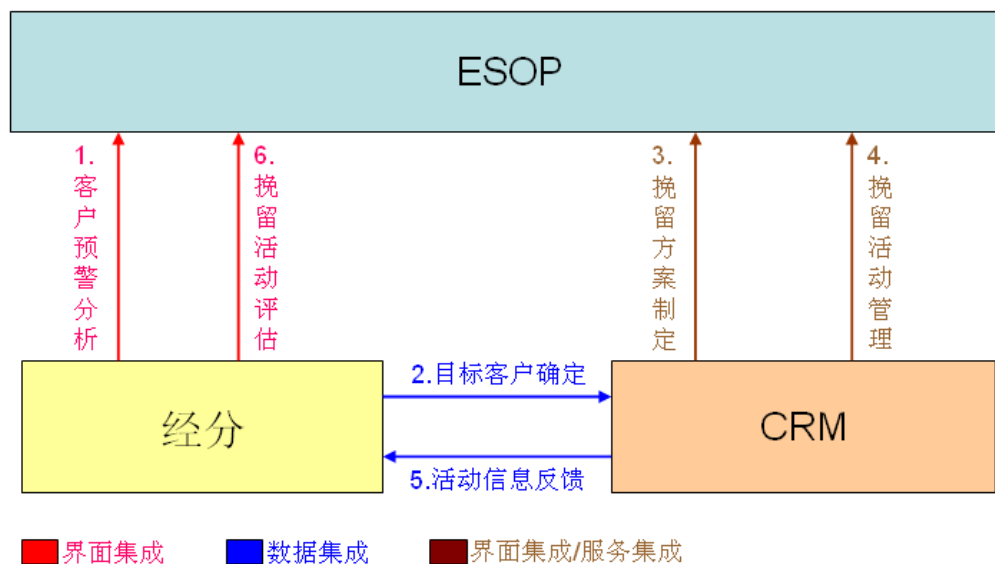 ESOP
1.客户预警分析
6.挽留活动评估
3.挽留方案制定
4.挽留活动管理
经分
2.目标客户确定
5.活动信息反馈
CRM
界面集成
数据集成
界面集成/服务集成